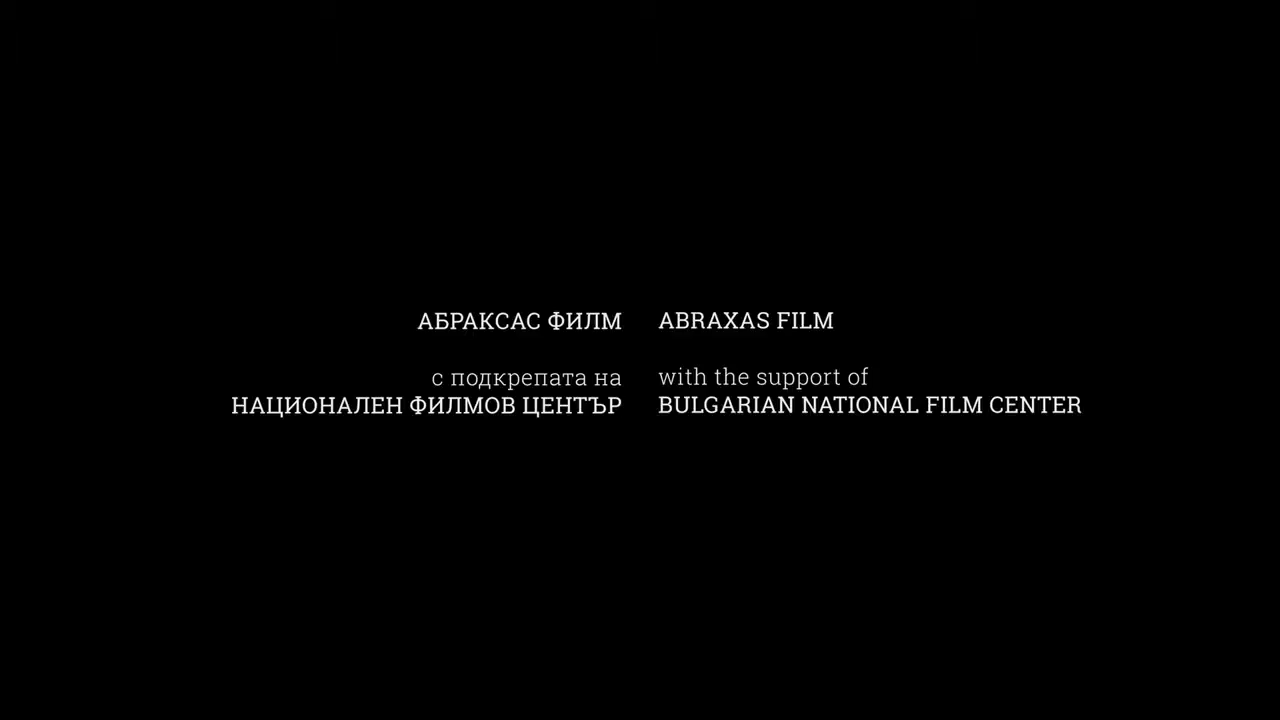 АБРАКСАС ФИЛМ
с подкрепата на
НАЦИОНАЛЕН ФИЛМОВ ЦЕНТЪР
ABRAXAS FILM
with the support of
BULGARIAN NATIONAL FILM CENTER